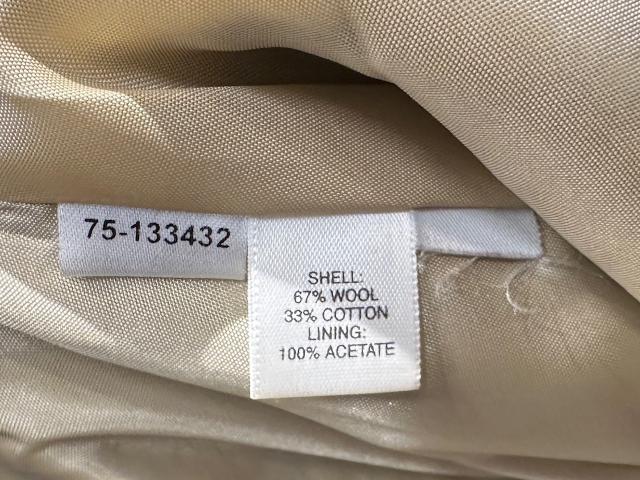 75-133432
SHELL:
67% WOOL
33% COTTON
LINING:
100% ACETATE